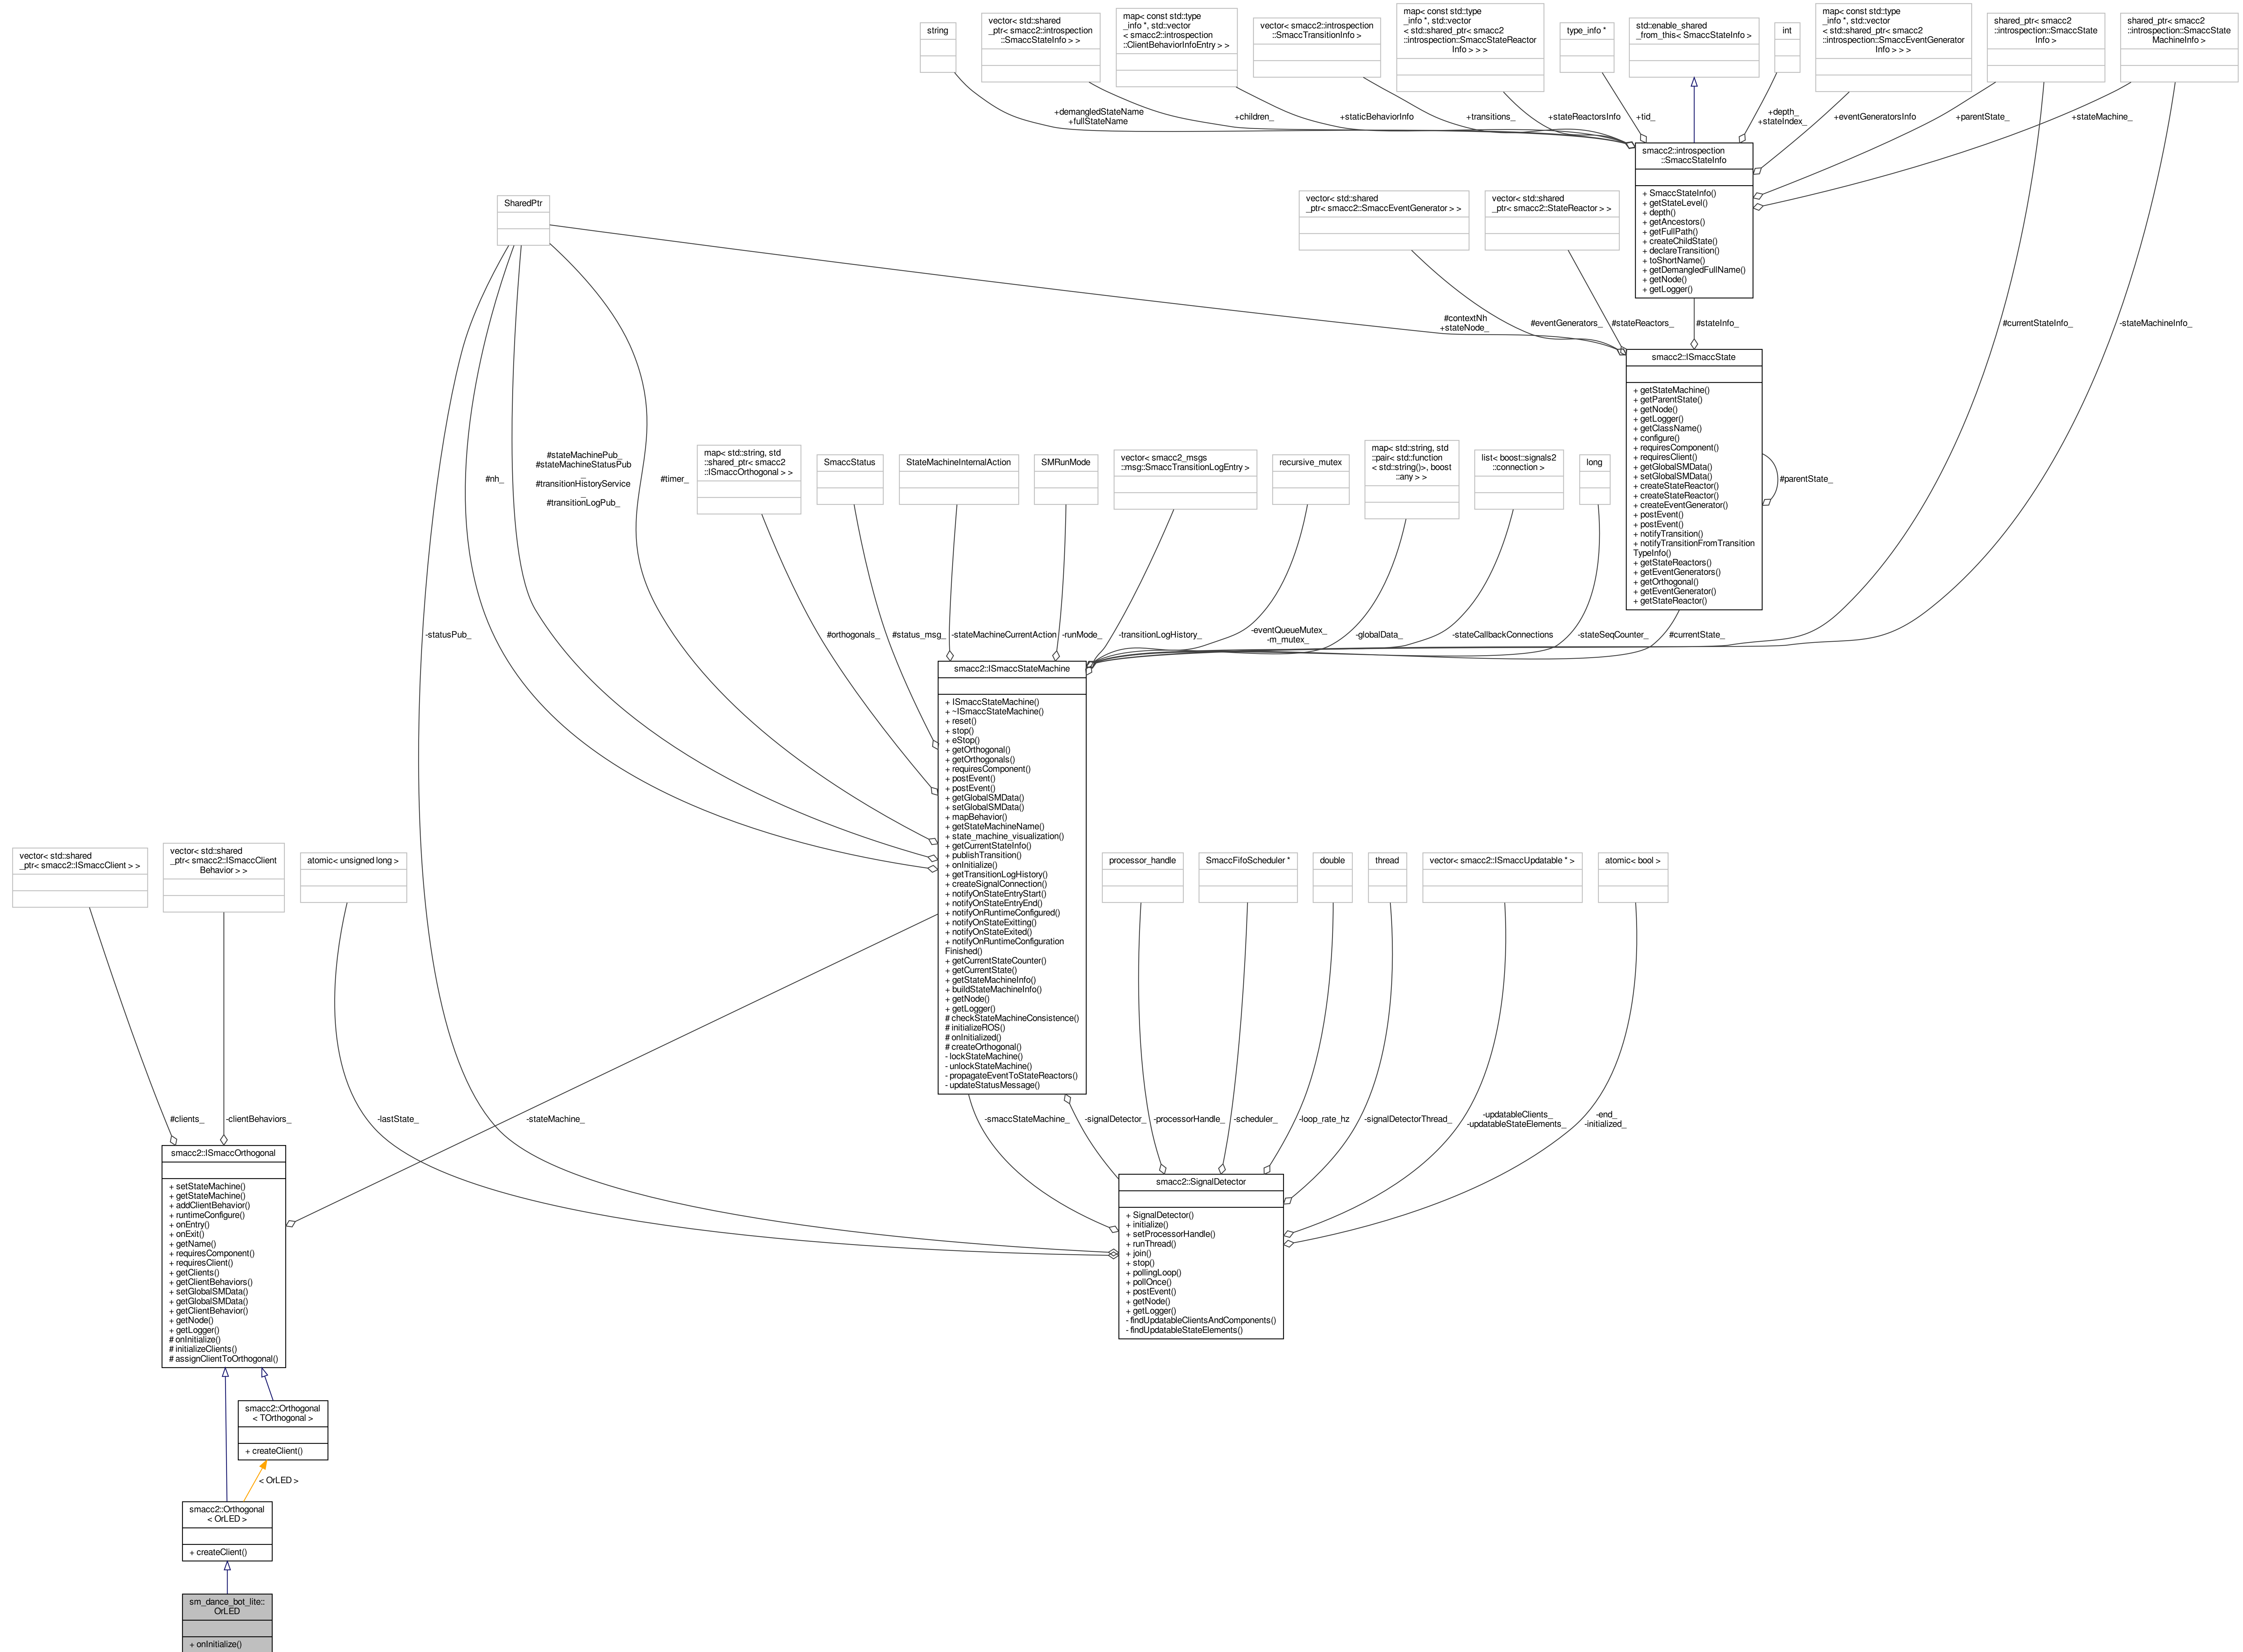 string
vector< std::shared
_ptr< smacc2::introspection
::SmaccStateInfo > >
map< const std::type
_info *, std::vector
< smacc2::introspection
::ClientBehaviorInfoEntry > >
vector< smacc2::introspection
::SmaccTransitionInfo >
map< const std::type
_info *, std::vector
< std::shared_ptr< smacc2
::introspection::SmaccStateReactor
Info > > >
type_info *
std::enable_shared
_from_this< SmaccStateInfo >
int
map< const std::type
_info *, std::vector
< std::shared_ptr< smacc2
::introspection::SmaccEventGenerator
Info > > >
shared_ptr< smacc2
::introspection::SmaccState
Info >
shared_ptr< smacc2
::introspection::SmaccState
MachineInfo >
+demangledStateName
+fullStateName
+children_
+staticBehaviorInfo
+transitions_
+stateReactorsInfo
+tid_
+depth_
+stateIndex_
+eventGeneratorsInfo
+parentState_
+stateMachine_
smacc2::introspection
::SmaccStateInfo
+ SmaccStateInfo()
+ getStateLevel()
+ depth()
+ getAncestors()
+ getFullPath()
+ createChildState()
+ declareTransition()
+ toShortName()
+ getDemangledFullName()
+ getNode()
+ getLogger()
SharedPtr
vector< std::shared
_ptr< smacc2::SmaccEventGenerator > >
vector< std::shared
_ptr< smacc2::StateReactor > >
#contextNh
+stateNode_
#eventGenerators_
#stateReactors_
#stateInfo_
#currentStateInfo_
-stateMachineInfo_
smacc2::ISmaccState
+ getStateMachine()
+ getParentState()
+ getNode()
+ getLogger()
+ getClassName()
+ configure()
+ requiresComponent()
+ requiresClient()
+ getGlobalSMData()
+ setGlobalSMData()
+ createStateReactor()
+ createStateReactor()
+ createEventGenerator()
+ postEvent()
+ postEvent()
+ notifyTransition()
+ notifyTransitionFromTransition
TypeInfo()
+ getStateReactors()
+ getEventGenerators()
+ getOrthogonal()
+ getEventGenerator()
+ getStateReactor()
#parentState_
#nh_
#stateMachinePub_
#stateMachineStatusPub
_
#transitionHistoryService
_
#transitionLogPub_
#timer_
map< std::string, std
::shared_ptr< smacc2
::ISmaccOrthogonal > >
SmaccStatus
StateMachineInternalAction
SMRunMode
vector< smacc2_msgs
::msg::SmaccTransitionLogEntry >
recursive_mutex
map< std::string, std
::pair< std::function
< std::string()>, boost
::any > >
list< boost::signals2
::connection >
long
-statusPub_
#orthogonals_
#status_msg_
-stateMachineCurrentAction
-runMode_
-transitionLogHistory_
-eventQueueMutex_
-m_mutex_
-globalData_
-stateCallbackConnections
-stateSeqCounter_
#currentState_
smacc2::ISmaccStateMachine
+ ISmaccStateMachine()
+ ~ISmaccStateMachine()
+ reset()
+ stop()
+ eStop()
+ getOrthogonal()
+ getOrthogonals()
+ requiresComponent()
+ postEvent()
+ postEvent()
+ getGlobalSMData()
+ setGlobalSMData()
+ mapBehavior()
+ getStateMachineName()
+ state_machine_visualization()
+ getCurrentStateInfo()
+ publishTransition()
+ onInitialize()
+ getTransitionLogHistory()
+ createSignalConnection()
+ notifyOnStateEntryStart()
+ notifyOnStateEntryEnd()
+ notifyOnRuntimeConfigured()
+ notifyOnStateExitting()
+ notifyOnStateExited()
+ notifyOnRuntimeConfiguration
Finished()
+ getCurrentStateCounter()
+ getCurrentState()
+ getStateMachineInfo()
+ buildStateMachineInfo()
+ getNode()
+ getLogger()
# checkStateMachineConsistence()
# initializeROS()
# onInitialized()
# createOrthogonal()
- lockStateMachine()
- unlockStateMachine()
- propagateEventToStateReactors()
- updateStatusMessage()
vector< std::shared
_ptr< smacc2::ISmaccClient > >
vector< std::shared
_ptr< smacc2::ISmaccClient
Behavior > >
atomic< unsigned long >
processor_handle
SmaccFifoScheduler *
double
thread
vector< smacc2::ISmaccUpdatable * >
atomic< bool >
#clients_
-clientBehaviors_
-lastState_
-stateMachine_
-smaccStateMachine_
-signalDetector_
-processorHandle_
-scheduler_
-loop_rate_hz
-signalDetectorThread_
-updatableClients_
-updatableStateElements_
-end_
-initialized_
smacc2::ISmaccOrthogonal
+ setStateMachine()
+ getStateMachine()
+ addClientBehavior()
+ runtimeConfigure()
+ onEntry()
+ onExit()
+ getName()
+ requiresComponent()
+ requiresClient()
+ getClients()
+ getClientBehaviors()
+ setGlobalSMData()
+ getGlobalSMData()
+ getClientBehavior()
+ getNode()
+ getLogger()
# onInitialize()
# initializeClients()
# assignClientToOrthogonal()
smacc2::SignalDetector
+ SignalDetector()
+ initialize()
+ setProcessorHandle()
+ runThread()
+ join()
+ stop()
+ pollingLoop()
+ pollOnce()
+ postEvent()
+ getNode()
+ getLogger()
- findUpdatableClientsAndComponents()
- findUpdatableStateElements()
smacc2::Orthogonal
< TOrthogonal >
+ createClient()
< OrLED >
smacc2::Orthogonal
< OrLED >
+ createClient()
sm_dance_bot_lite::
OrLED
+ onInitialize()